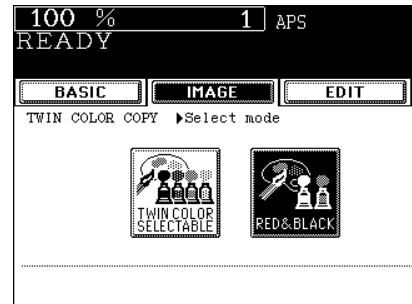 100 % 1 APS
READY
BASIC IMAGE EDIT
TWIN COLOR COPY ▶Select mode
TWIN COLOR
SELECTABLE
RED&BLACK